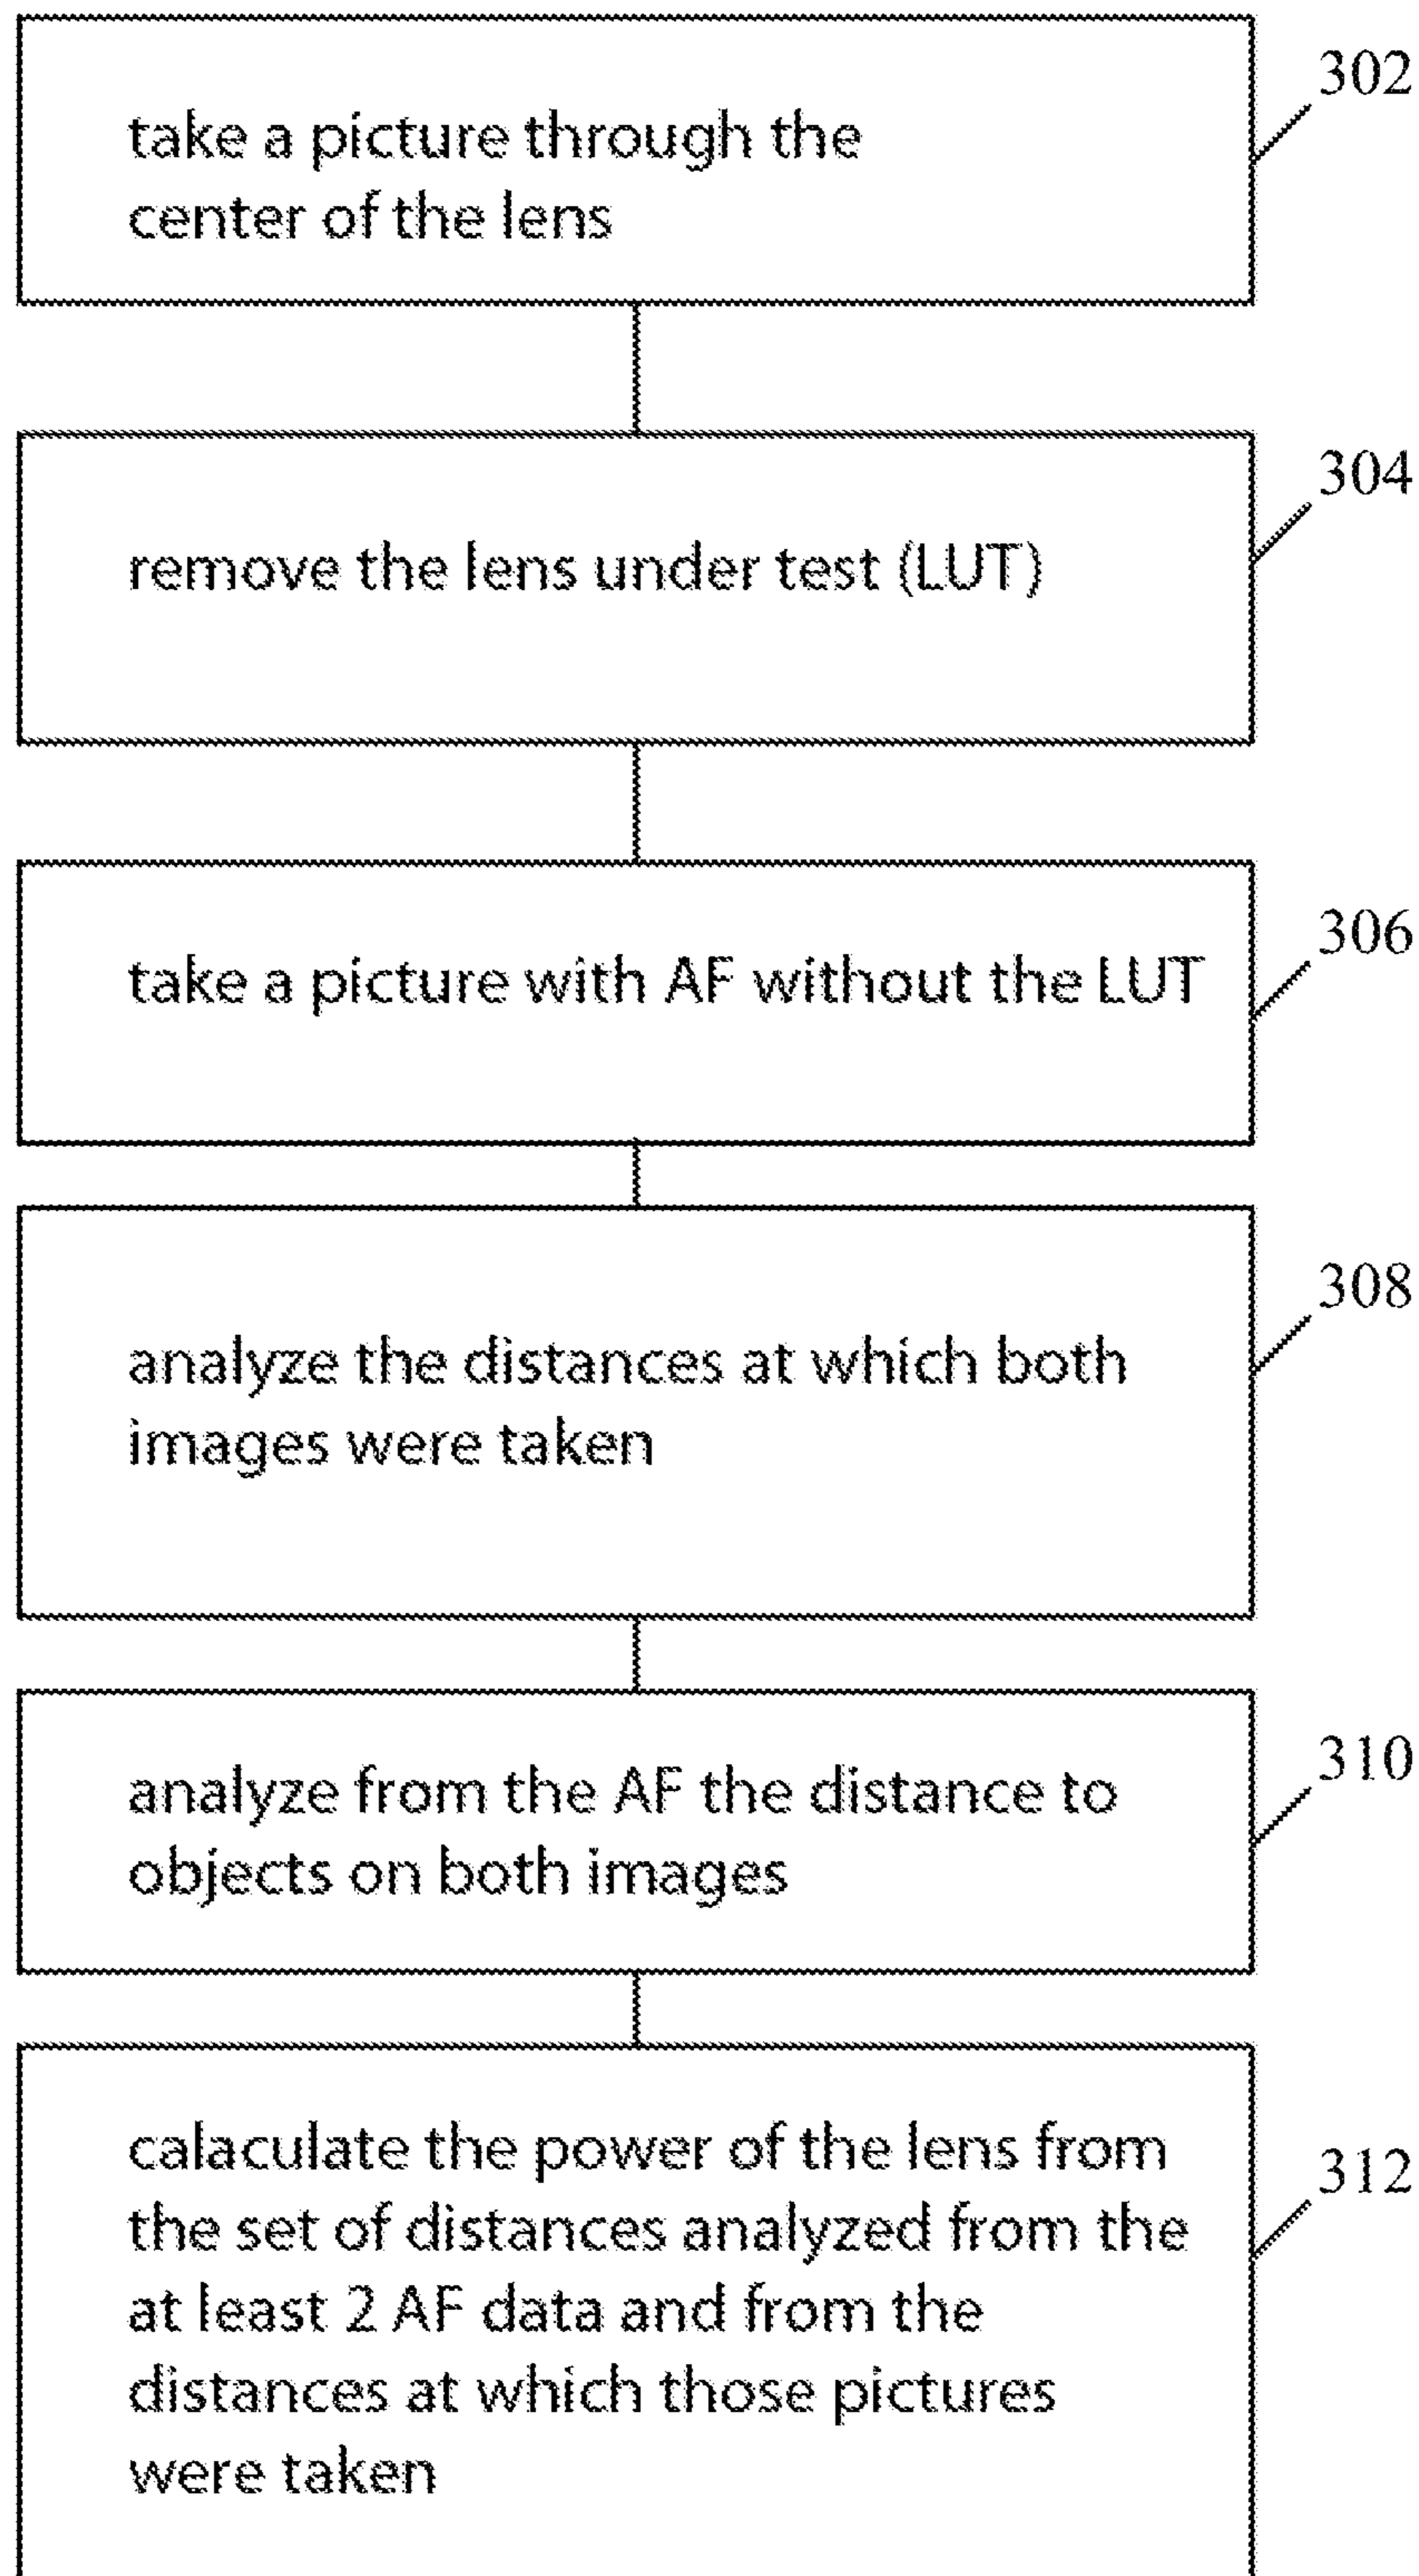 302
take a picture through the
center of the lens
304
remove the lens under test (LUT)
306
take a picture with AF without the LUT
308
analyze the distances at which both
images were taken
310
analyze from the AF the distance to
objects on both images
312
calaculate the power of the lens from
the set of distances analyzed from the
at least 2 AF data and from the
distances at which those pictures
were taken